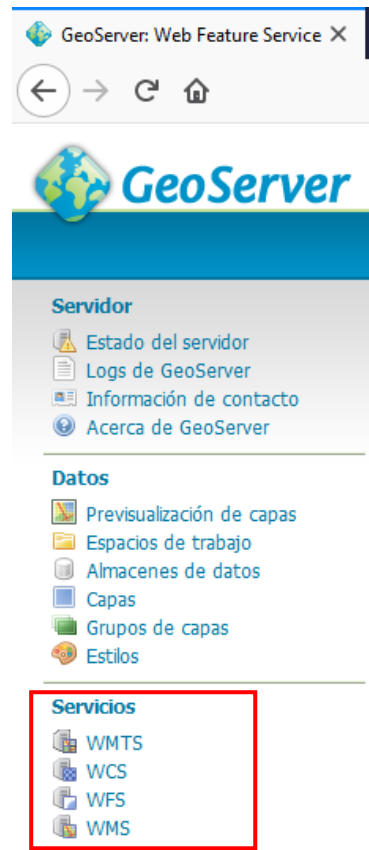 GeoServer: Web Feature Service
GeoServer
Servidor
Estado del servidor
Logs de GeoServer
Información de contacto
Acerca de GeoServer
Datos
Previsualización de capas
Espacios de trabajo
Almacenes de datos
Capas
Grupos de capas
Estilos
Servicios
WMTS
WCS
WFS
WMS